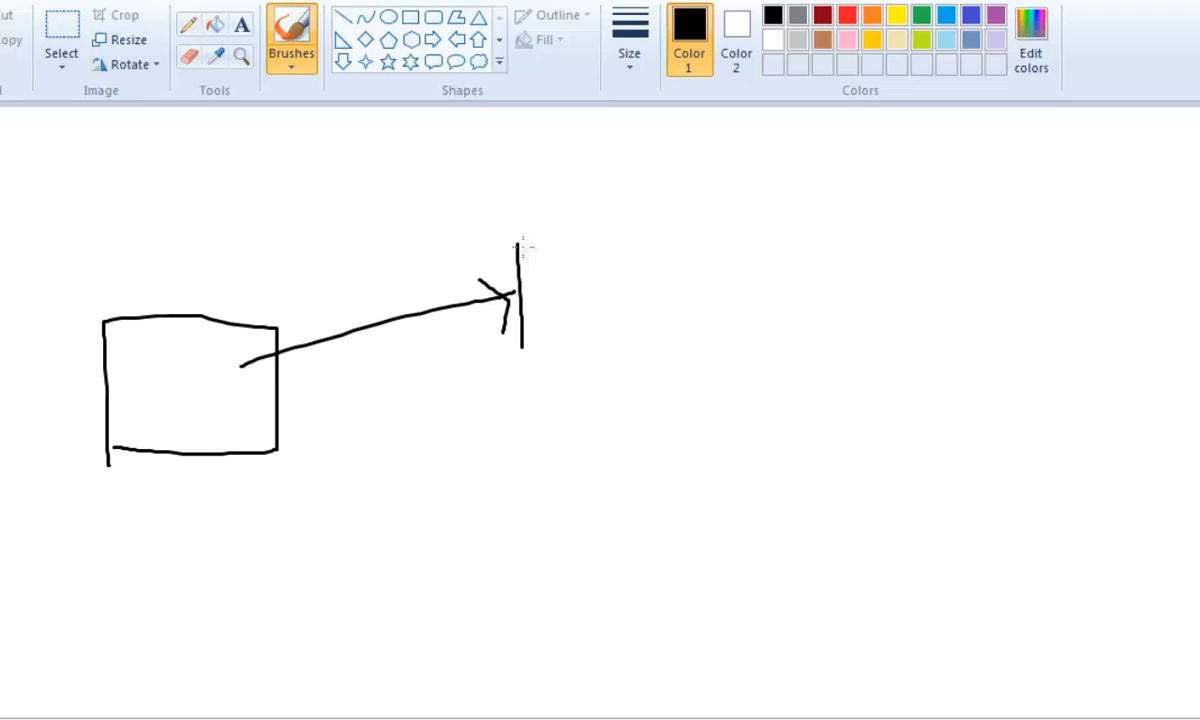 ut
opy
Crop
Select
Resize
Rotate
Image
A
Tools
Brushes
Shapes
Outline
Fill
Size
Color
1
Color
2
Edit
colors
Colors